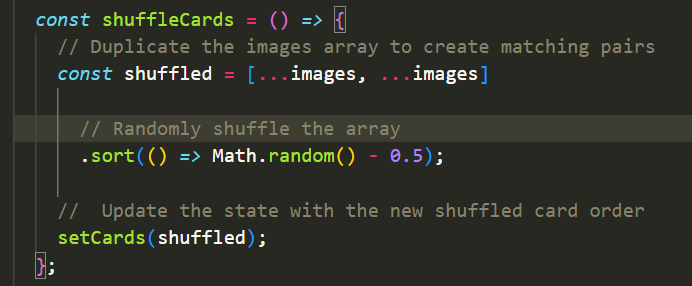 const shuffleCards = () => {
// Duplicate the images array to create matching pairs
const shuffled = [...images, ...images]
// Randomly shuffle the array
.sort(() => Math.random() - 0.5);
//  Update the state with the new shuffled card order
setCards(shuffled);
};